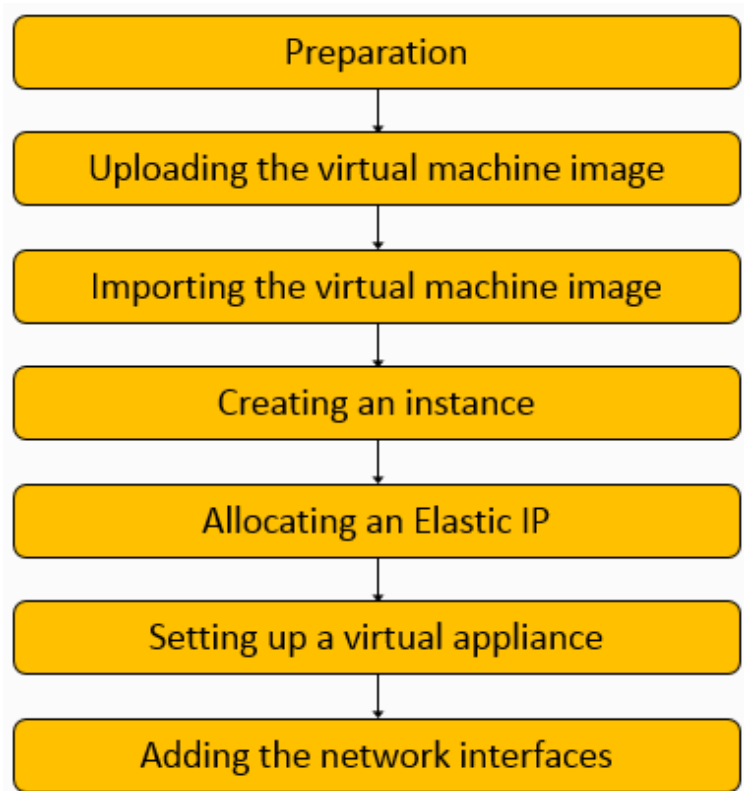 Preparation
Uploading the virtual machine image
Importing the virtual machine image
Creating an instance
Allocating an Elastic IP
Setting up a virtual appliance
Adding the network interfaces